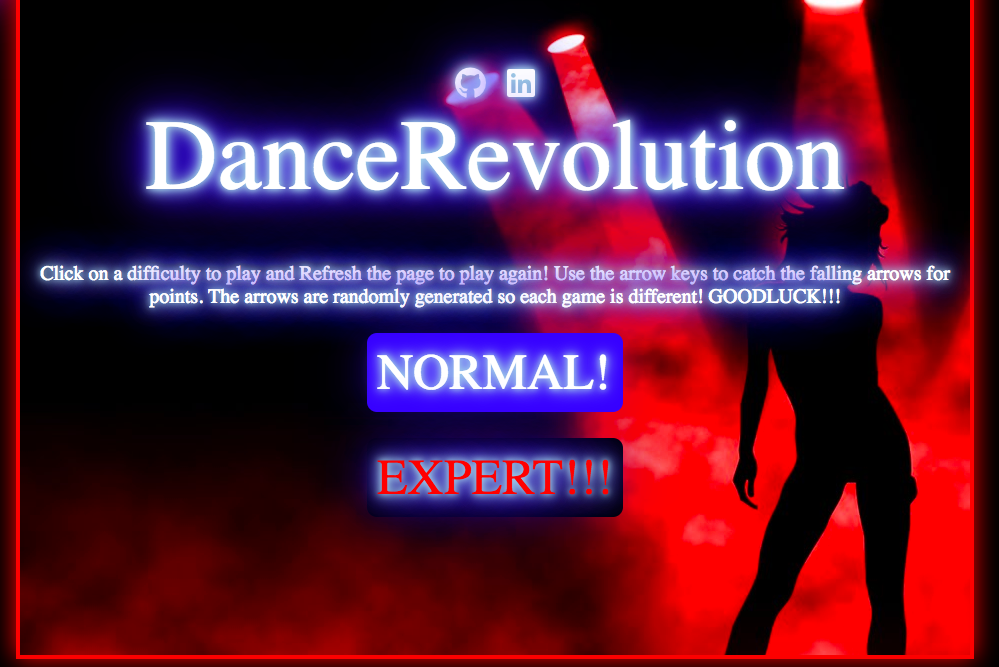 in
DanceRevolution
Click on a difficulty to play and Refresh the page to play again! Use the arrow keys to catch the falling arrows for
points. The arrows are randomly generated so each game is different! GOODLUCK!!!
NORMAL!
EXPERT!!!